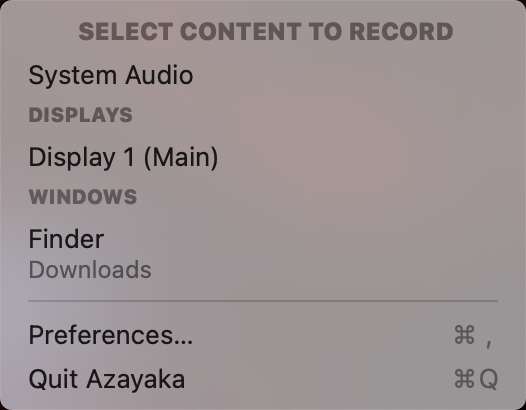 SELECT CONTENT TO RECORD
System Audio
DISPLAYS
Display 1 (Main)
WINDOWS
Finder
Downloads
Preferences... ⌘ ,
Quit Azayaka ⌘Q